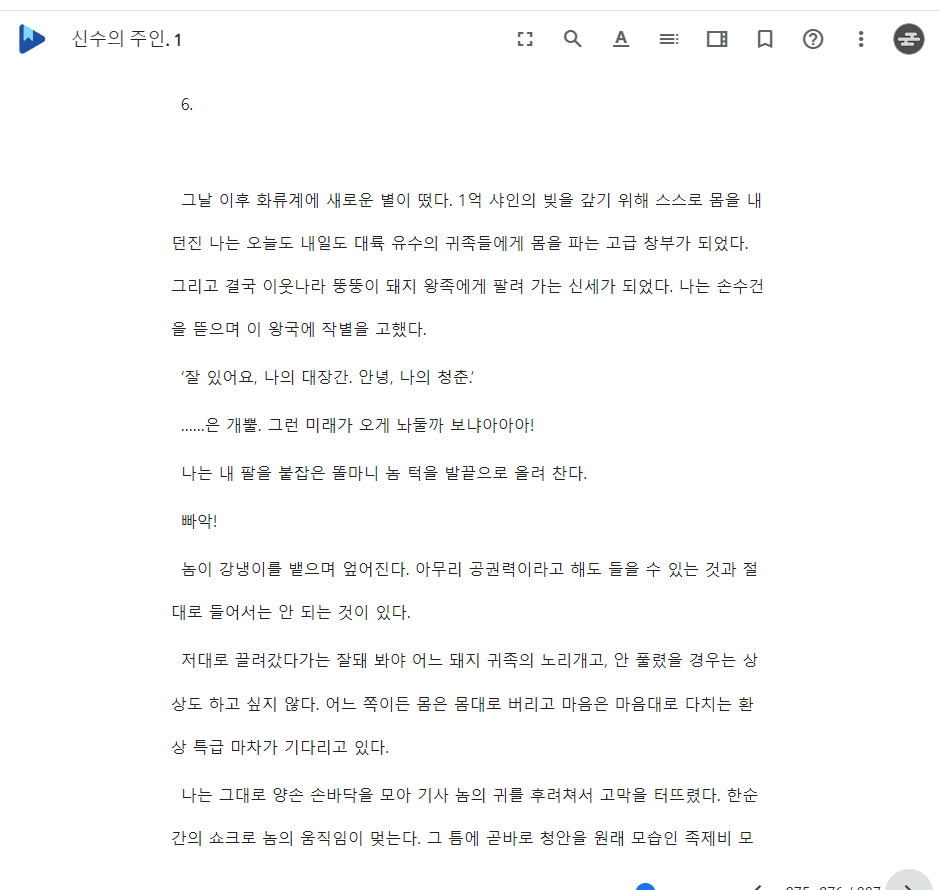 신수의 주인. 1
6.
그날 이후 화류계에 새로운 별이 떴다. 1억 샤인의 빚을 갚기 위해 스스로 몸을 내
던진 나는 오늘도 내일도 대륙 유수의 귀족들에게 몸을 파는 고급 창부가 되었다.
그리고 결국 이웃나라 뚱뚱이 돼지 왕족에게 팔려 가는 신세가 되었다. 나는 손수건
을 뜯으며 이 왕국에 작별을 고했다.
‘잘 있어요, 나의 대장간. 안녕, 나의 청춘.’
......은 개뿔. 그런 미래가 오게 놔둘까 보냐아아아!
나는 내 팔을 붙잡은 똘마니 놈 턱을 발끝으로 올려 찬다.
빠악!
놈이 강냉이를 뱉으며 엎어진다. 아무리 공권력이라고 해도 들을 수 있는 것과 절
대로 들어서는 안 되는 것이 있다.
저대로 끌려갔다가는 잘돼 봐야 어느 돼지 귀족의 노리개고, 안 풀렸을 경우는 상
상도 하고 싶지 않다. 어느 쪽이든 몸은 몸대로 버리고 마음은 마음대로 다치는 환
상 특급 마차가 기다리고 있다.
나는 그대로 양손 손바닥을 모아 기사 놈의 귀를 후려쳐서 고막을 터뜨렸다. 한순
간의 쇼크로 놈의 움직임이 멎는다. 그 틈에 곧바로 청안을 원래 모습인 족제비 모